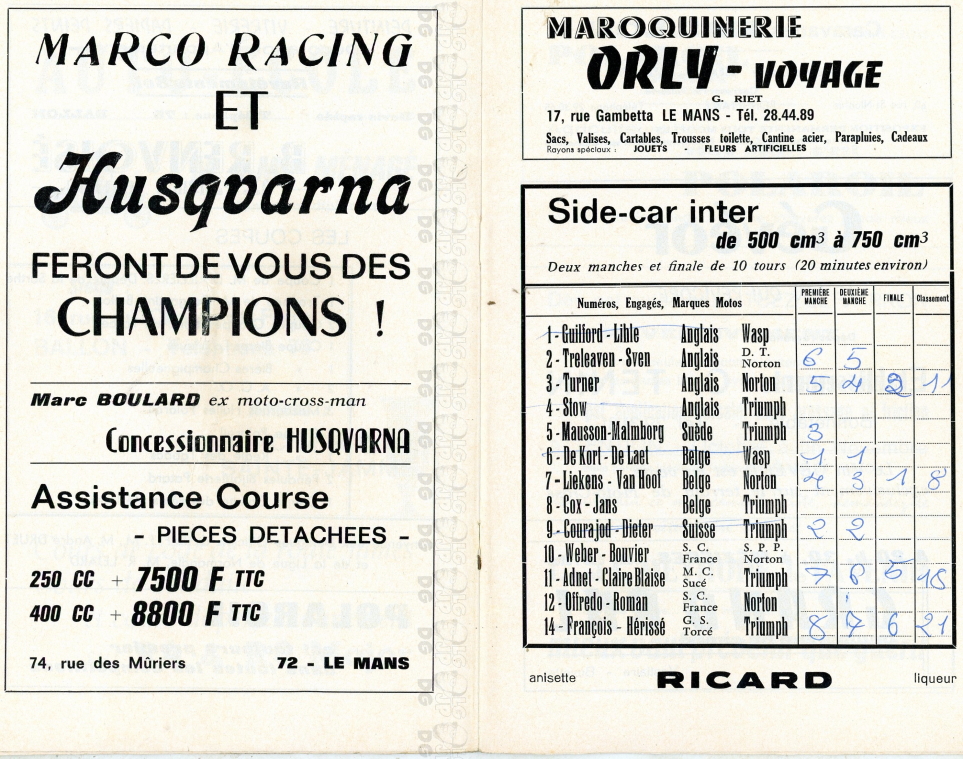 MARCO RACING
ET
Husqvarna
FERONT DE VOUS DES
CHAMPIONS !
Marc BOULARD ex moto-cross-man
Concessionnaire HUSQVARNA
Assistance Course
- PIECES DETACHEES -
250 CC + 7500 F TTC
400 CC + 8800 F TTC
74, rue des Mûriers 72 - LE MANS
MAROQUINERIE
ORLY - VOYAGE
G. RIET
17, rue Gambetta LE MANS - Tél. 28.44.89
Sacs, Valises, Cartables, Trousses toilette, Cantine acier, Parapluies, Cadeaux
Rayons spéciaux : JOUETS - FLEURS ARTIFICIELLES
Side-car inter
de 500 cm3 à 750 cm3
Deux manches et finale de 10 tours (20 minutes environ)
Numéros, Engagés, Marques Motos PREMIÈRE MANCHE DEUXIÈME MANCHE FINALE Classement
1 - Guilford - Lihle Anglais Wasp
2 - Treleaven - Sven Anglais D. T. Norton 6 5
3 - Turner Anglais Norton 5 4 2 11
4 - Slow Anglais Triumph
5 - Mausson-Malmborg Suède Triumph 3
6 - De Kort - De Laet Belge Wasp 1 1
7 - Liekens - Van Hoof Belge Norton 4 3 1 8
8 - Cox - Jans Belge Triumph
9 - Courajod - Dieter Suisse Triumph 2 2
10 - Weber - Bouvier S. C. France S. P. P. Norton
11 - Adnet - Claire Blaise M. C. Sucé Triumph 7 6 5 18
12 - Offredo - Roman S. C. France Norton
14 - François - Hérissé G. S. Torcé Triumph 8 7 6 21
anisette RICARD liqueur